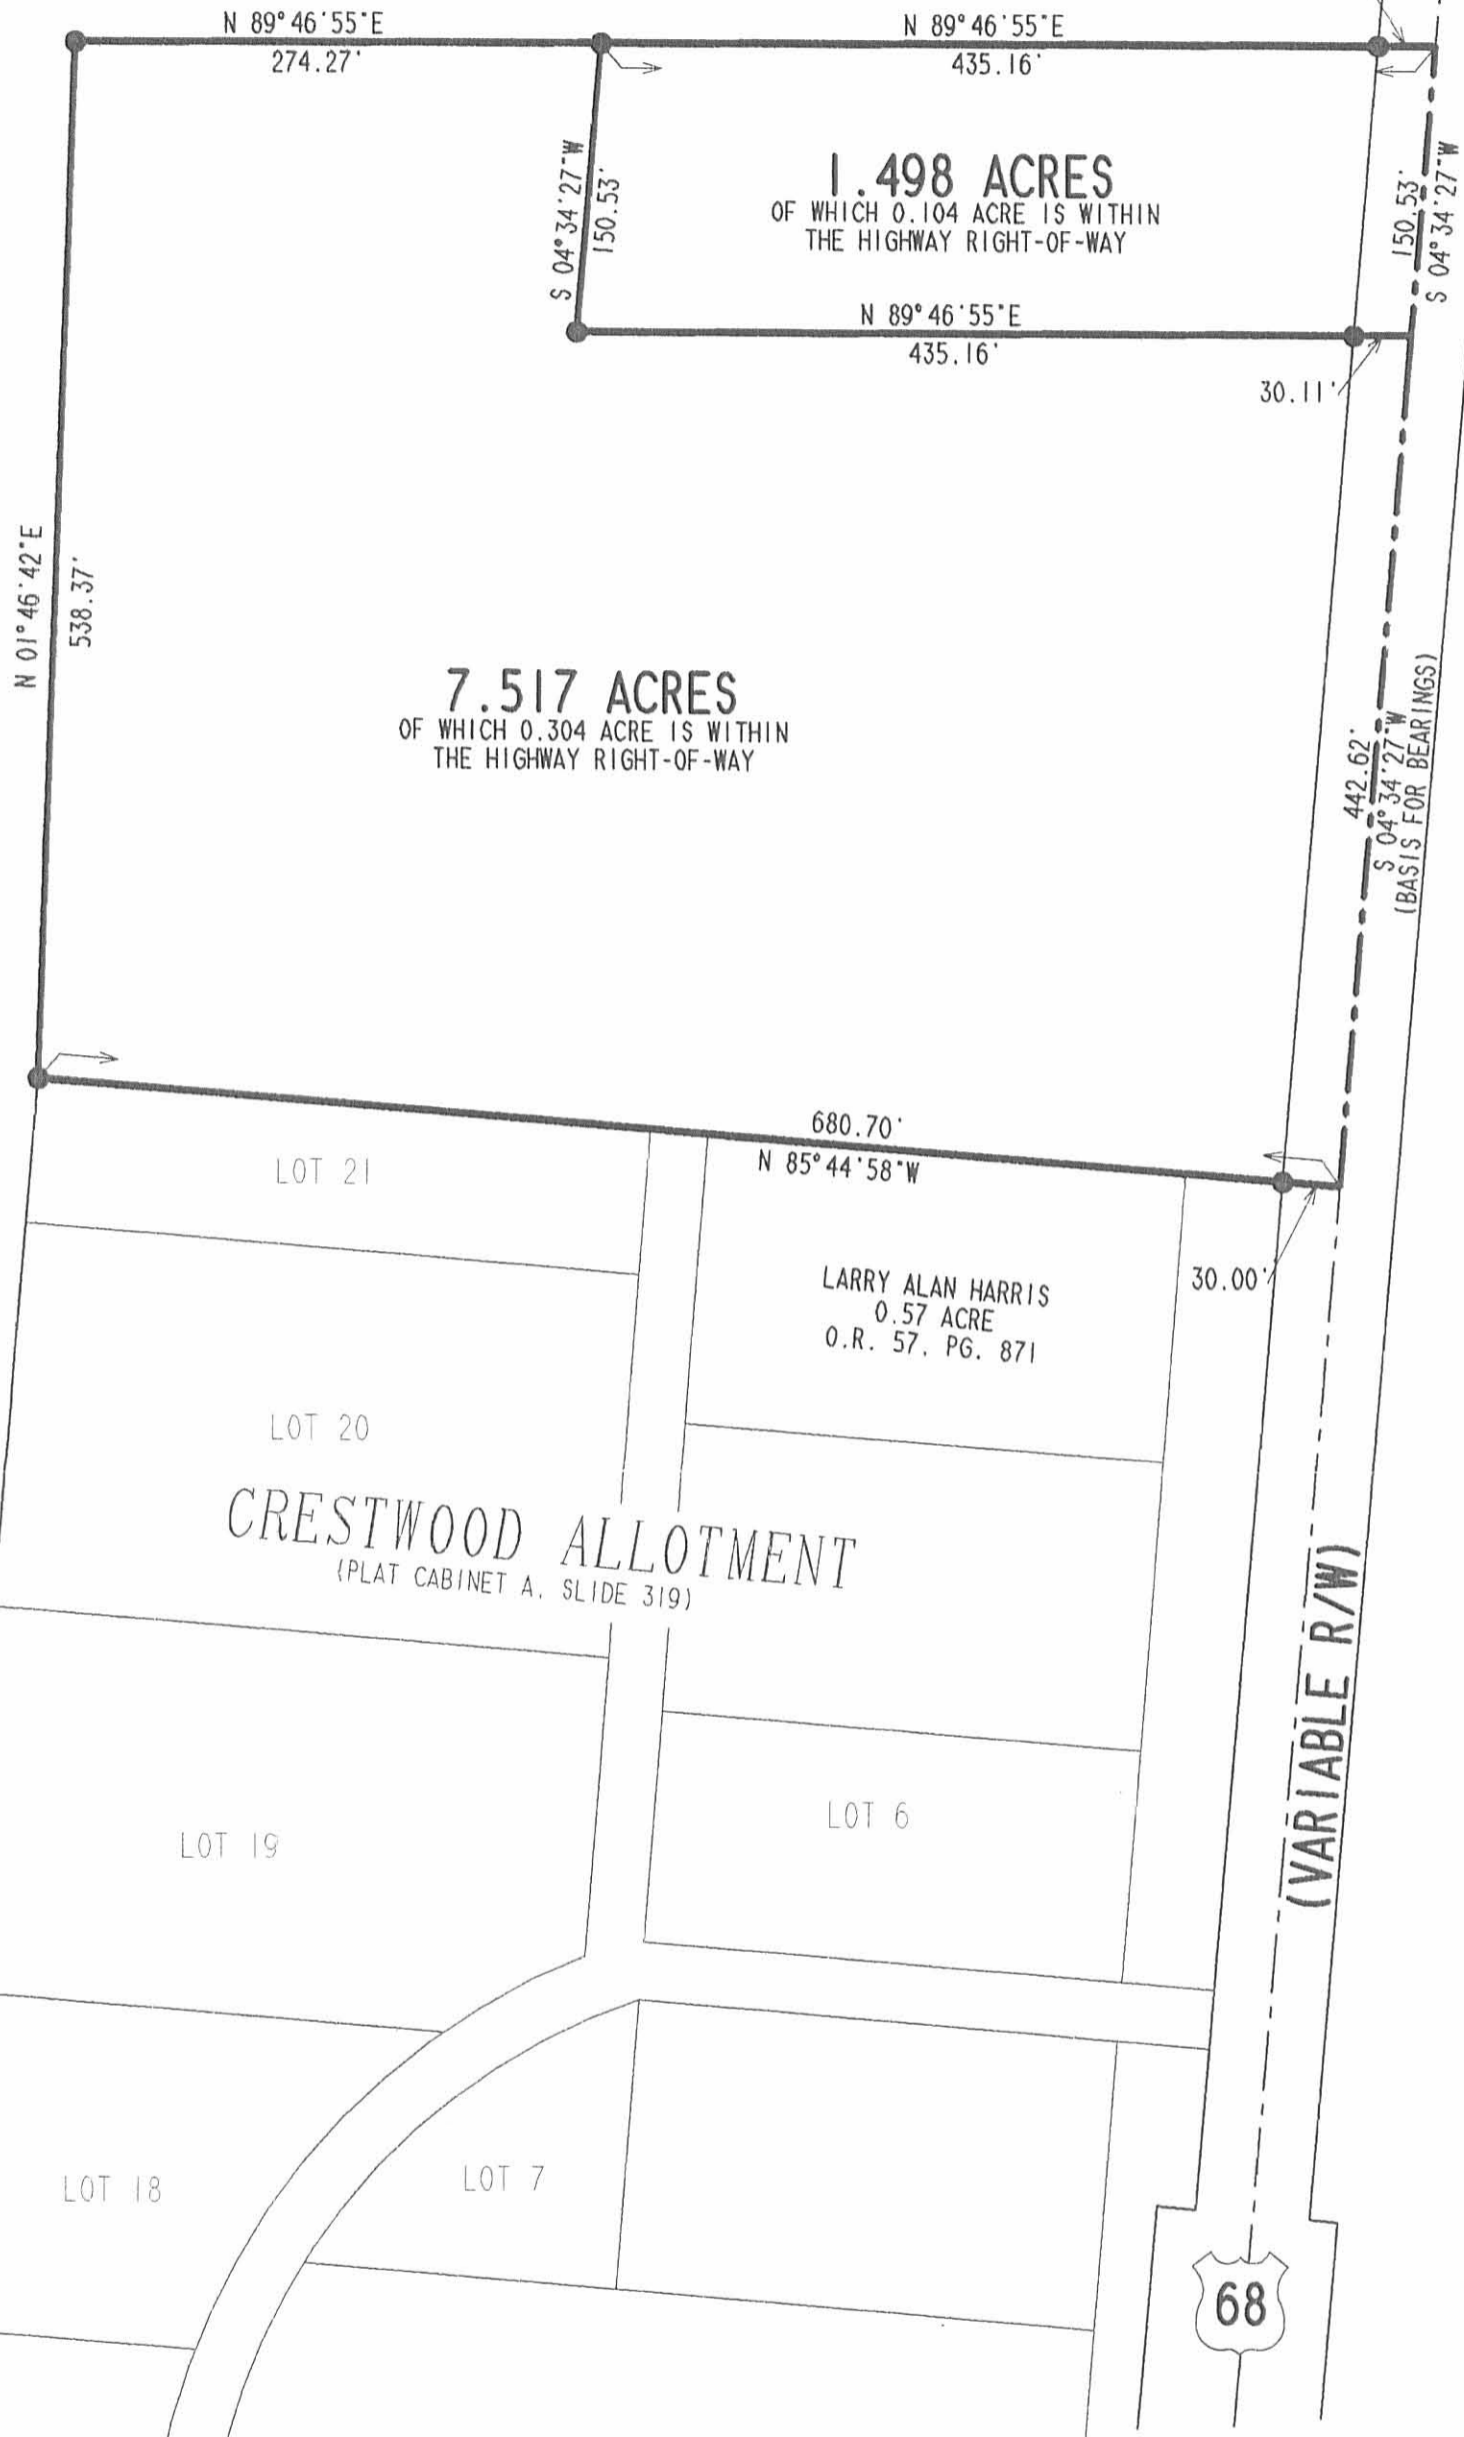 N 89°46'55"E
274.27'
N 89°46'55"E
435.16'
S 04°34'27"W
150.53'
1.498 ACRES
OF WHICH 0.104 ACRE IS WITHIN
THE HIGHWAY RIGHT-OF-WAY
150.53'
S 04°34'27"W
N 89°46'55"E
435.16'
30.11'
N 01°46'42"E
538.37'
7.517 ACRES
OF WHICH 0.304 ACRE IS WITHIN
THE HIGHWAY RIGHT-OF-WAY
442.62'
S 04°34'27"W
(BASIS FOR BEARINGS)
680.70'
N 85°44'58"W
30.00'
LOT 21
LARRY ALAN HARRIS
0.57 ACRE
O.R. 57, PG. 871
LOT 20
CRESTWOOD ALLOTMENT
(PLAT CABINET A, SLIDE 319)
(VARIABLE R/W)
LOT 19
LOT 6
LOT 18
LOT 7
68